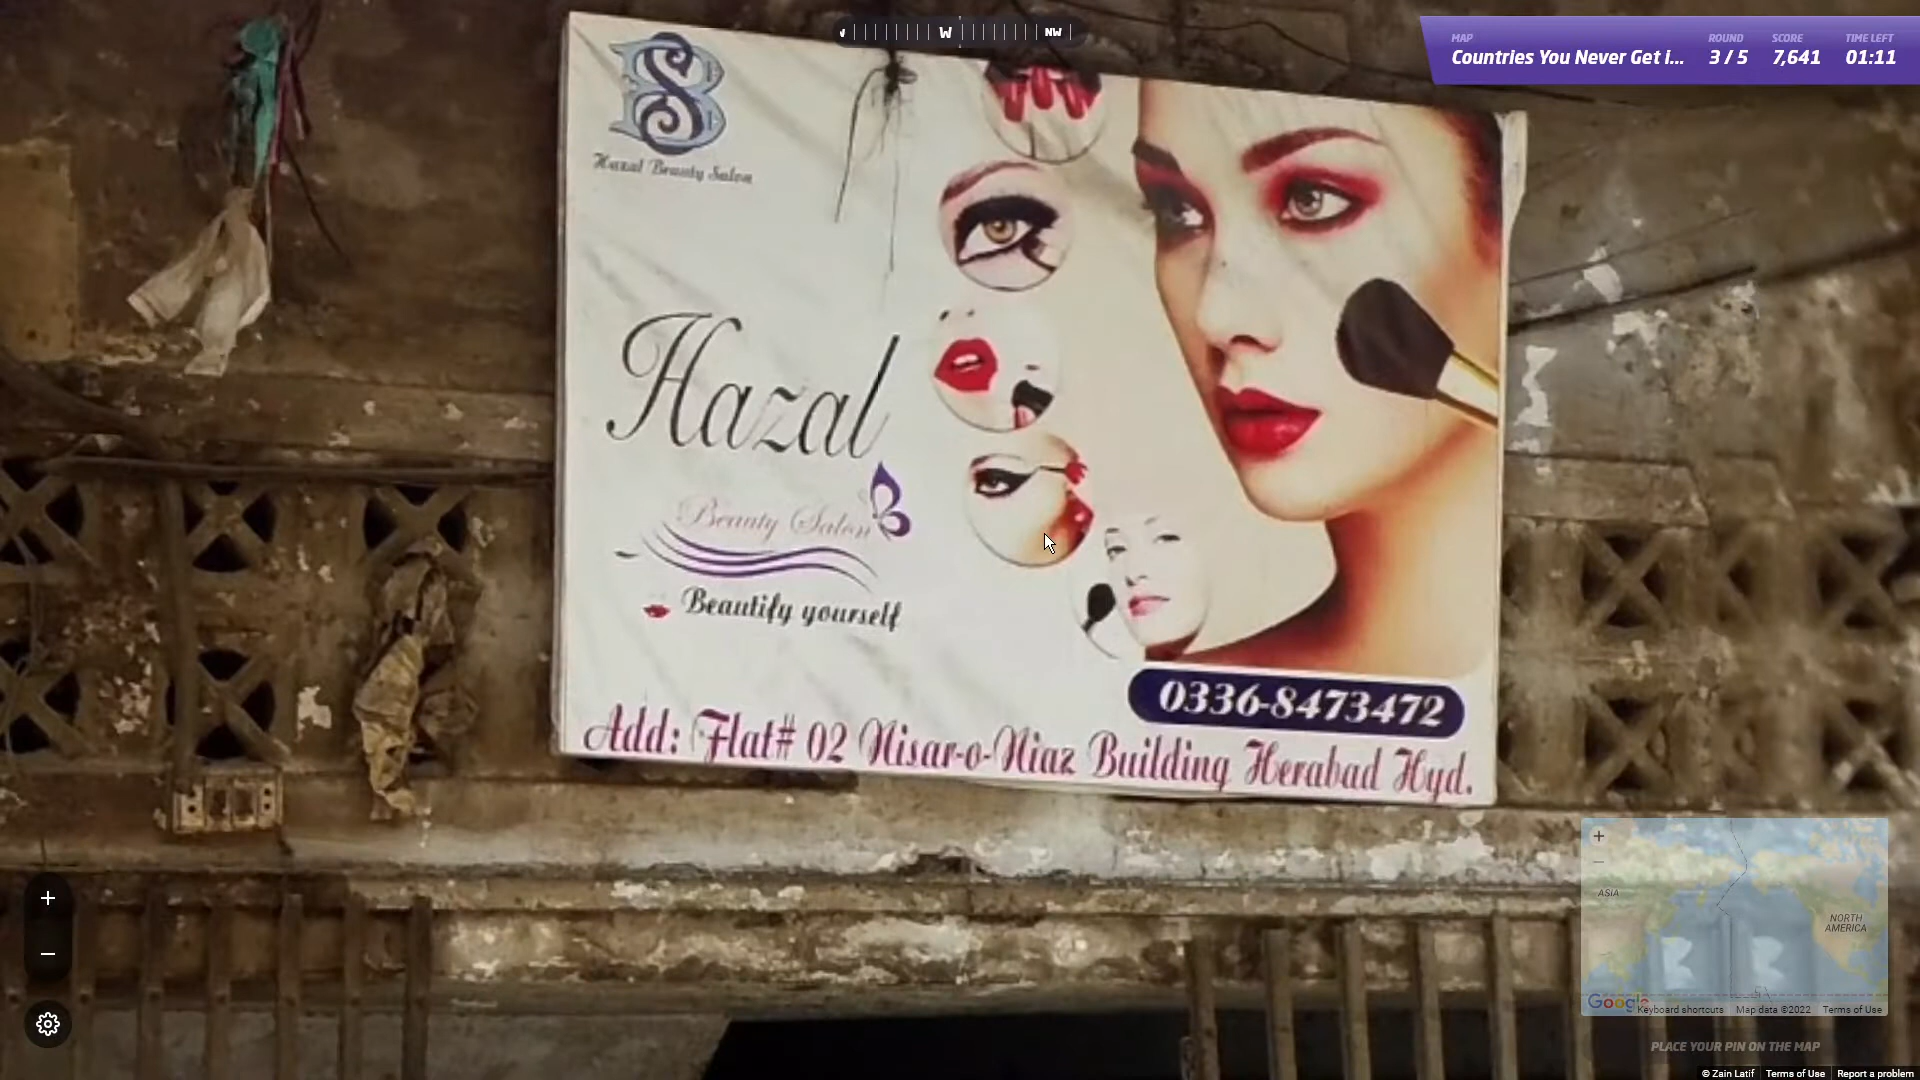 W
NW
MAP
Countries You Never Get i...
ROUND
3 / 5
SCORE
7,641
TIME LEFT
01:11
SB
Hazal Beauty Salon
Hazal
Beauty Salon
Beautify yourself
0336-8473472
Add: Flat# 02 Nisar-o-Niaz Building Herabad Hyd.
+
−
+
−
ASIA
NORTH
AMERICA
Google
Keyboard shortcuts
Map data ©2022
Terms of Use
PLACE YOUR PIN ON THE MAP
© Zain Latif
Terms of Use
Report a problem